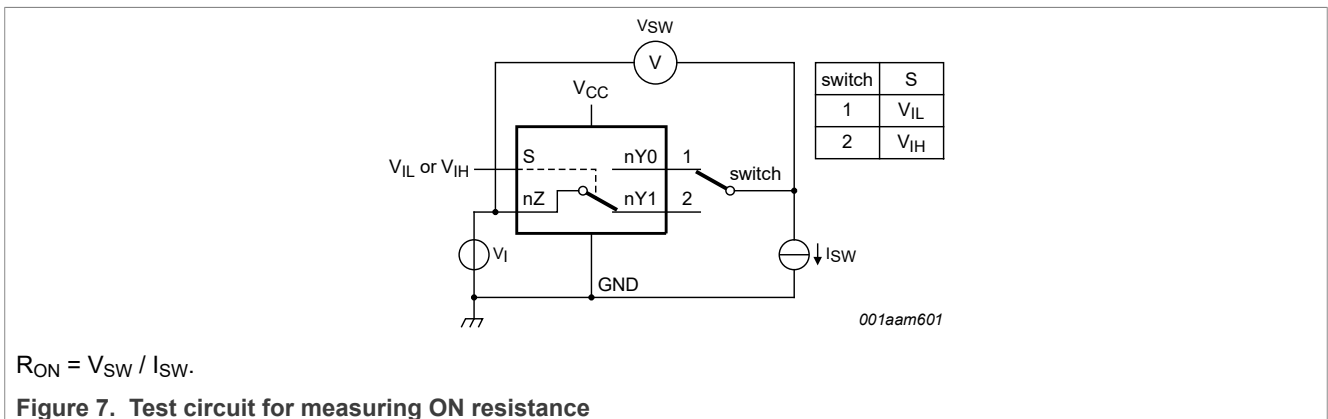 VSW
V
switch S
1 VIL
2 VIH
VCC
VIL or VIH
S
nY0
1
switch
nZ
nY1
2
VI
ISW
GND
001aam601
RON = VSW / ISW.
Figure 7. Test circuit for measuring ON resistance